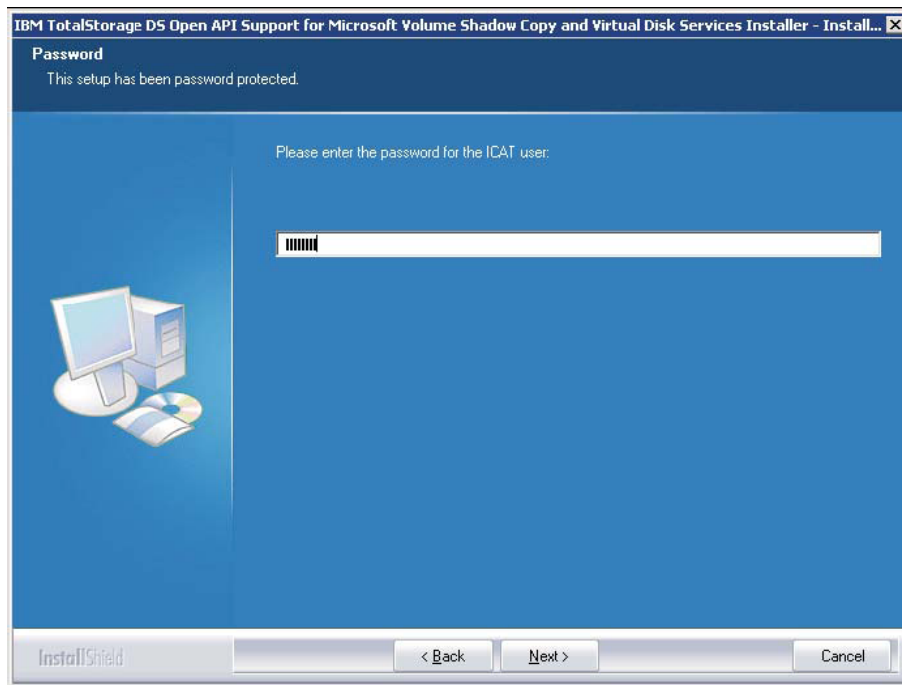 IBM TotalStorage DS Open API Support for Microsoft Volume Shadow Copy and Virtual Disk Services Installer - Install...
Password
This setup has been password protected.
Please enter the password for the ICAT user:
InstallShield
< Back
Next >
Cancel